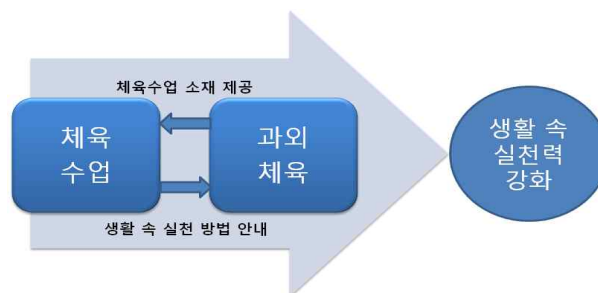 체육수업 소재 제공
체육
수업
과외
체육
생활 속 실천 방법 안내
생활 속
실천력
강화